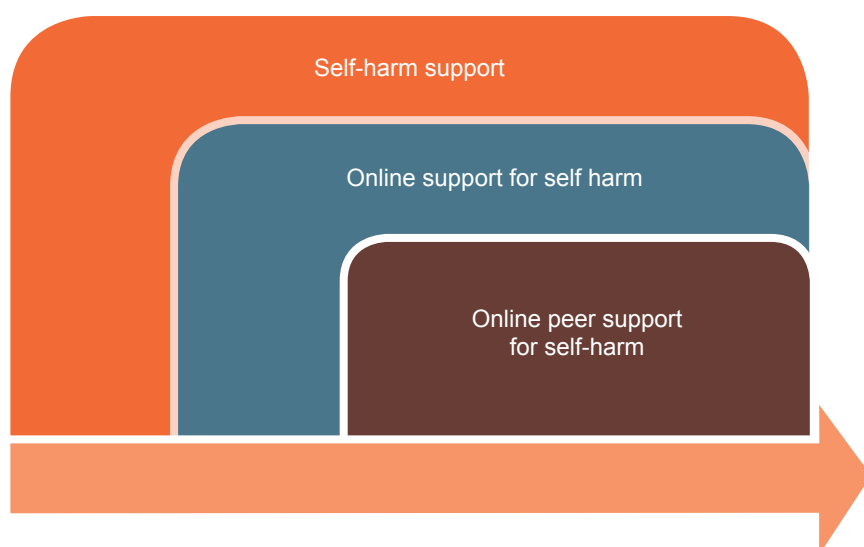 Self-harm support
Online support for self harm
Online peer support
for self-harm